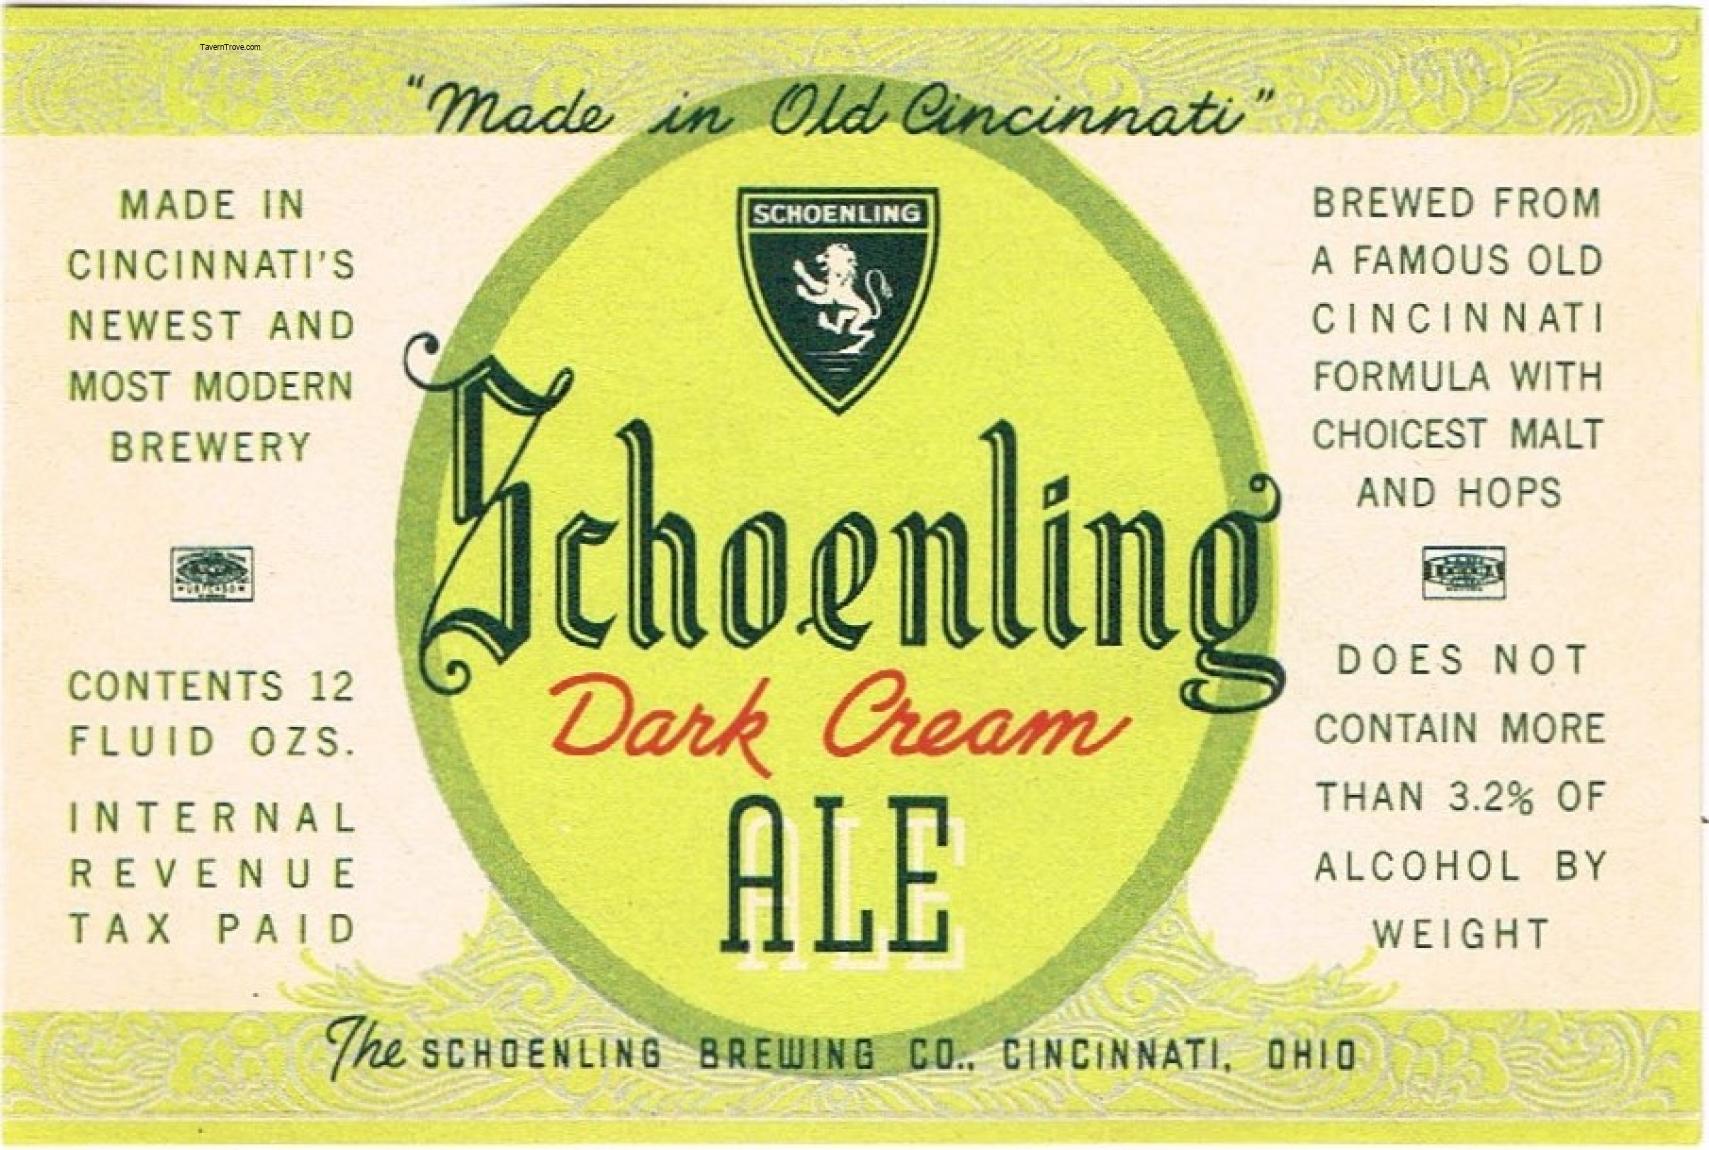 TavernTrove.com
"Made in Old Cincinnati"
MADE IN
CINCINNATI'S
NEWEST AND
MOST MODERN
BREWERY
CONTENTS 12
FLUID OZS.
INTERNAL
REVENUE
TAX PAID
SCHOENLING
Schoenling
Dark Cream
ALE
BREWED FROM
A FAMOUS OLD
CINCINNATI
FORMULA WITH
CHOICEST MALT
AND HOPS
DOES NOT
CONTAIN MORE
THAN 3.2% OF
ALCOHOL BY
WEIGHT
The SCHOENLING BREWING CO., CINCINNATI, OHIO